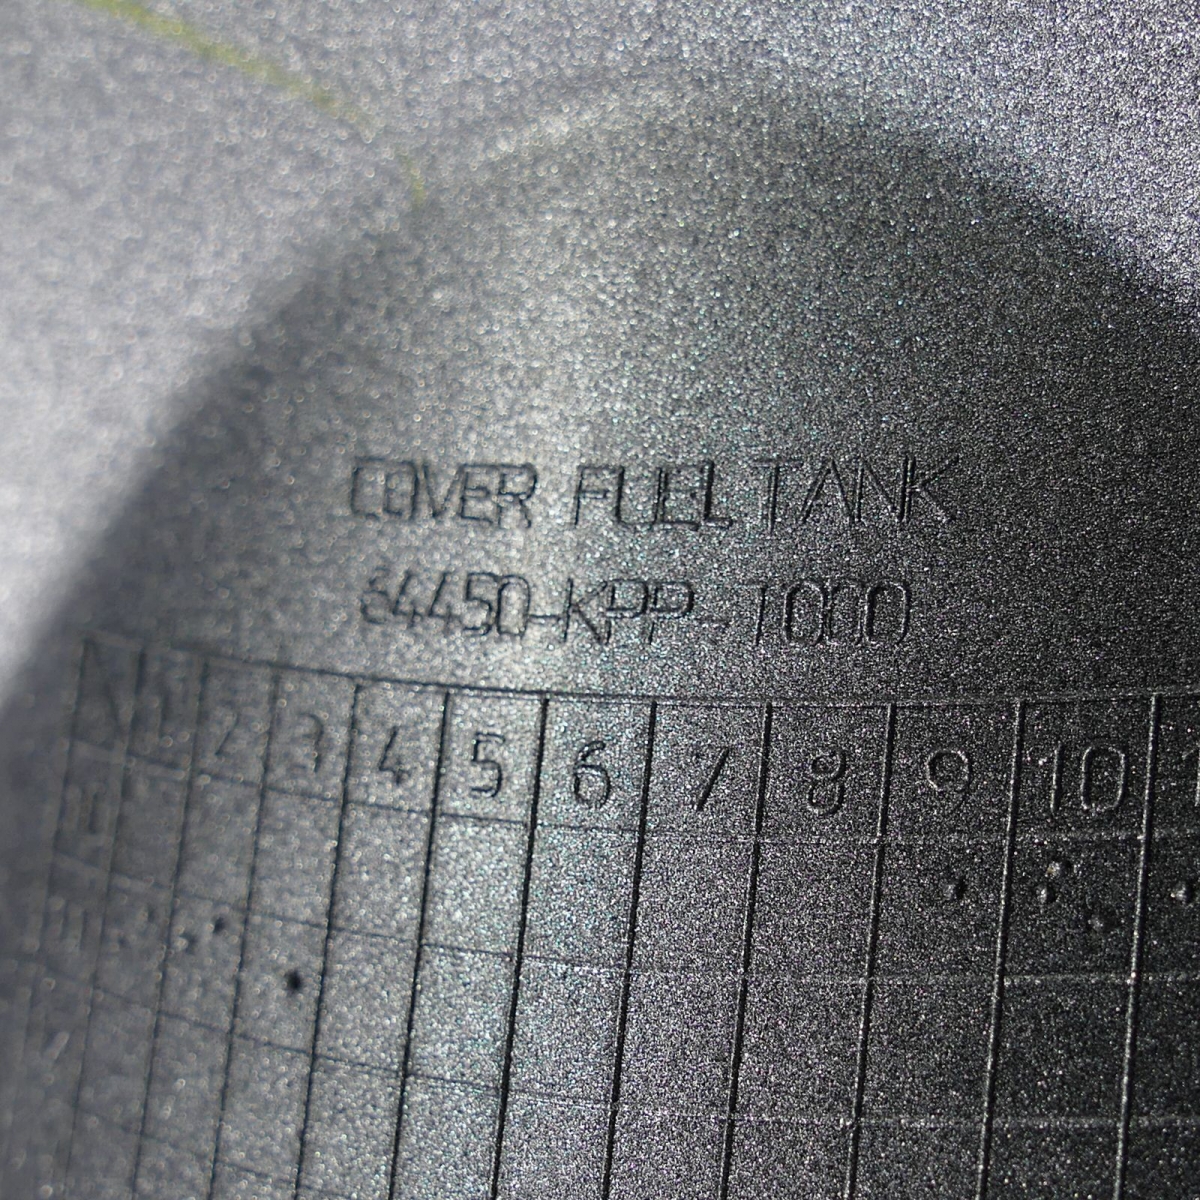 COVER FUEL TANK
64450-KPP-T000
2 3 4 5 6 7 8 9 10